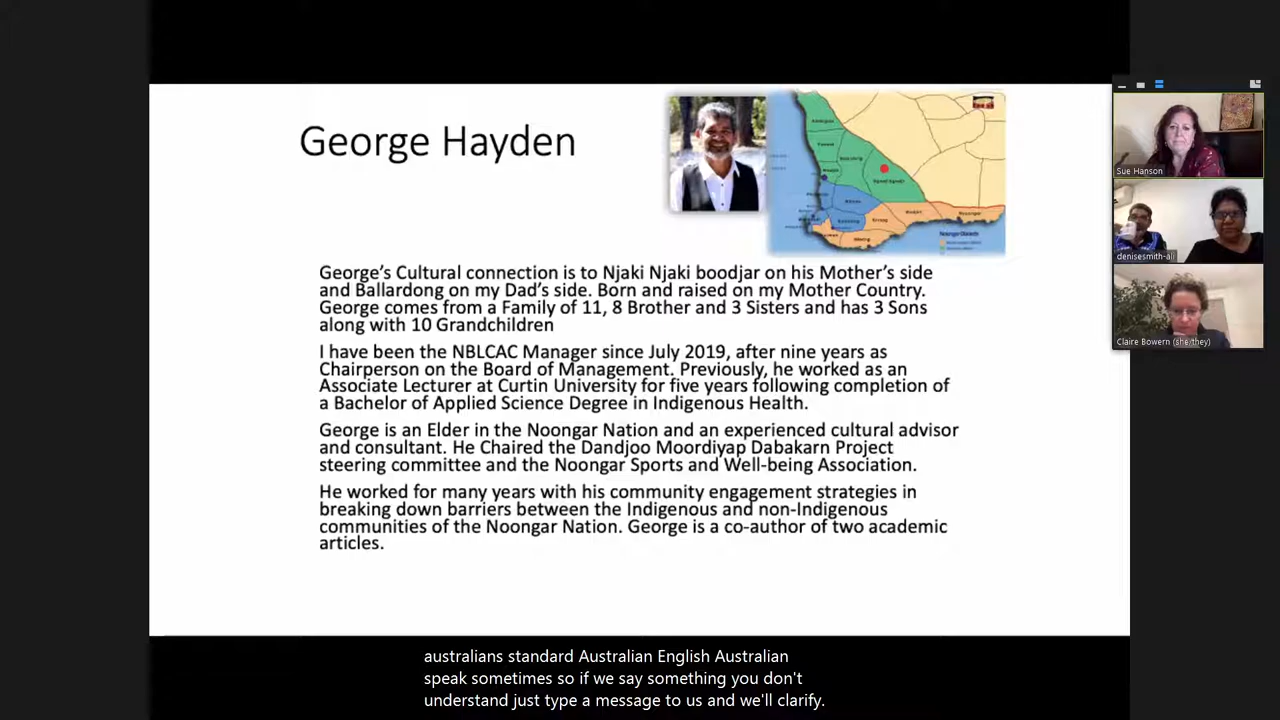 George Hayden
George’s Cultural connection is to Njaki Njaki boodjar on his Mother’s side
and Ballardong on my Dad’s side. Born and raised on my Mother Country.
George comes from a Family of 11, 8 Brother and 3 Sisters and has 3 Sons
along with 10 Grandchildren
I have been the NBLCAC Manager since July 2019, after nine years as
Chairperson on the Board of Management. Previously, he worked as an
Associate Lecturer at Curtin University for five years following completion of
a Bachelor of Applied Science Degree in Indigenous Health.
George is an Elder in the Noongar Nation and an experienced cultural advisor
and consultant. He Chaired the Dandjoo Moordiyap Dabakarn Project
steering committee and the Noongar Sports and Well-being Association.
He worked for many years with his community engagement strategies in
breaking down barriers between the Indigenous and non-Indigenous
communities of the Noongar Nation. George is a co-author of two academic
articles.
Sue Hanson
denisesmith-ali
Claire Bowern (she/they)
australians standard Australian English Australian
speak sometimes so if we say something you don't
understand just type a message to us and we'll clarify.